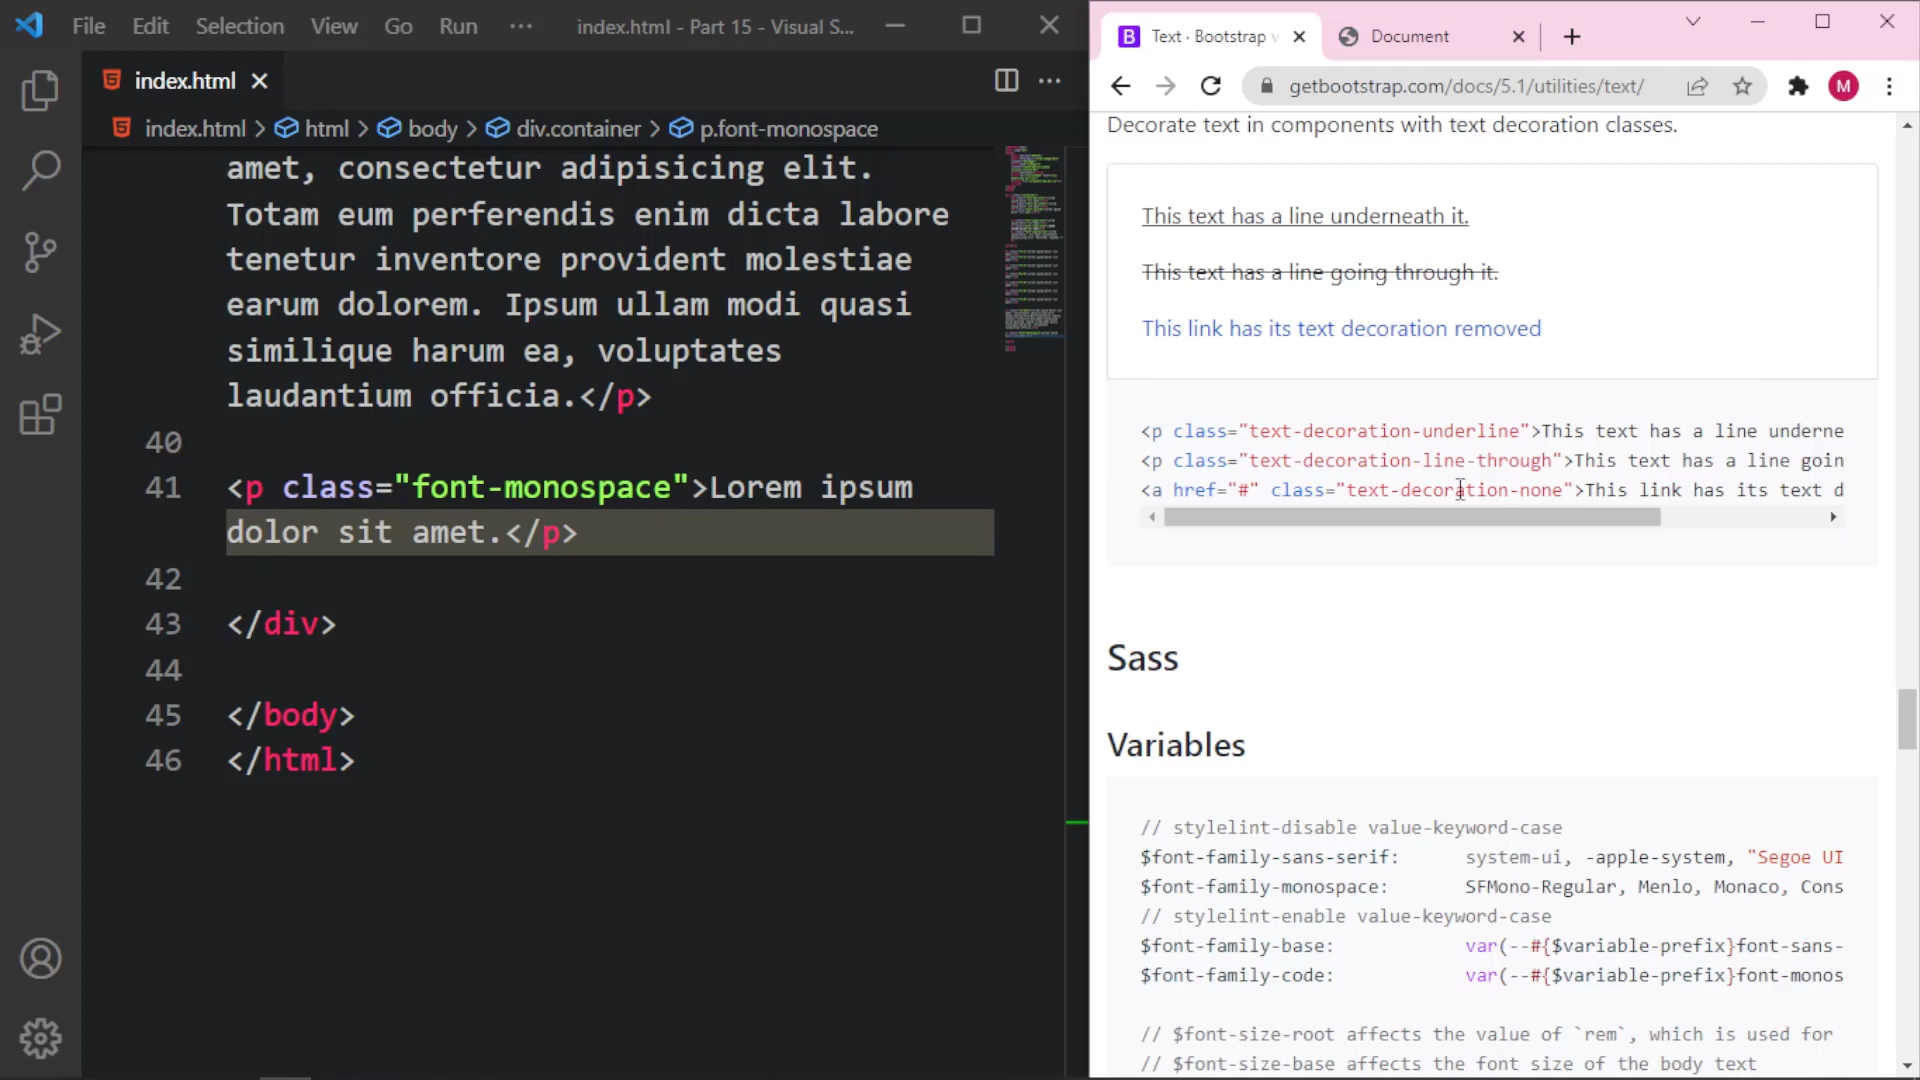 File Edit Selection View Go Run ··· index.html - Part 15 - Visual S...
index.html
index.html > html > body > div.container > p.font-monospace
amet, consectetur adipisicing elit.
Totam eum perferendis enim dicta labore
tenetur inventore provident molestiae
earum dolorem. Ipsum ullam modi quasi
similique harum ea, voluptates
laudantium officia.</p>
40
41 <p class="font-monospace">Lorem ipsum
dolor sit amet.</p>
42
43 </div>
44
45 </body>
46 </html>
B Text · Bootstrap v Document
getbootstrap.com/docs/5.1/utilities/text/ M
Decorate text in components with text decoration classes.
This text has a line underneath it.
This text has a line going through it.
This link has its text decoration removed
<p class="text-decoration-underline">This text has a line underne
<p class="text-decoration-line-through">This text has a line goin
<a href="#" class="text-decoration-none">This link has its text d
Sass
Variables
// stylelint-disable value-keyword-case
$font-family-sans-serif: system-ui, -apple-system, "Segoe UI
$font-family-monospace: SFMono-Regular, Menlo, Monaco, Cons
// stylelint-enable value-keyword-case
$font-family-base: var(--#{$variable-prefix}font-sans-
$font-family-code: var(--#{$variable-prefix}font-monos
// $font-size-root affects the value of `rem`, which is used for
// $font-size-base affects the font size of the body text